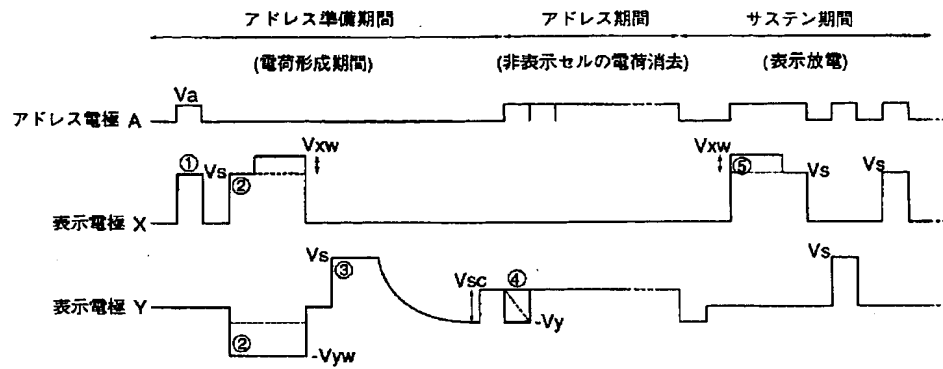 アドレス準備期間 アドレス期間 サステン期間
(電荷形成期間) (非表示セルの電荷消去) (表示放電)
Va
アドレス電極 A
Vxw Vxw
① Vs ② ⑤ Vs Vs
表示電極 X
Vs ③ Vsc ④ Vs
表示電極 Y
-Vy
② -Vyw